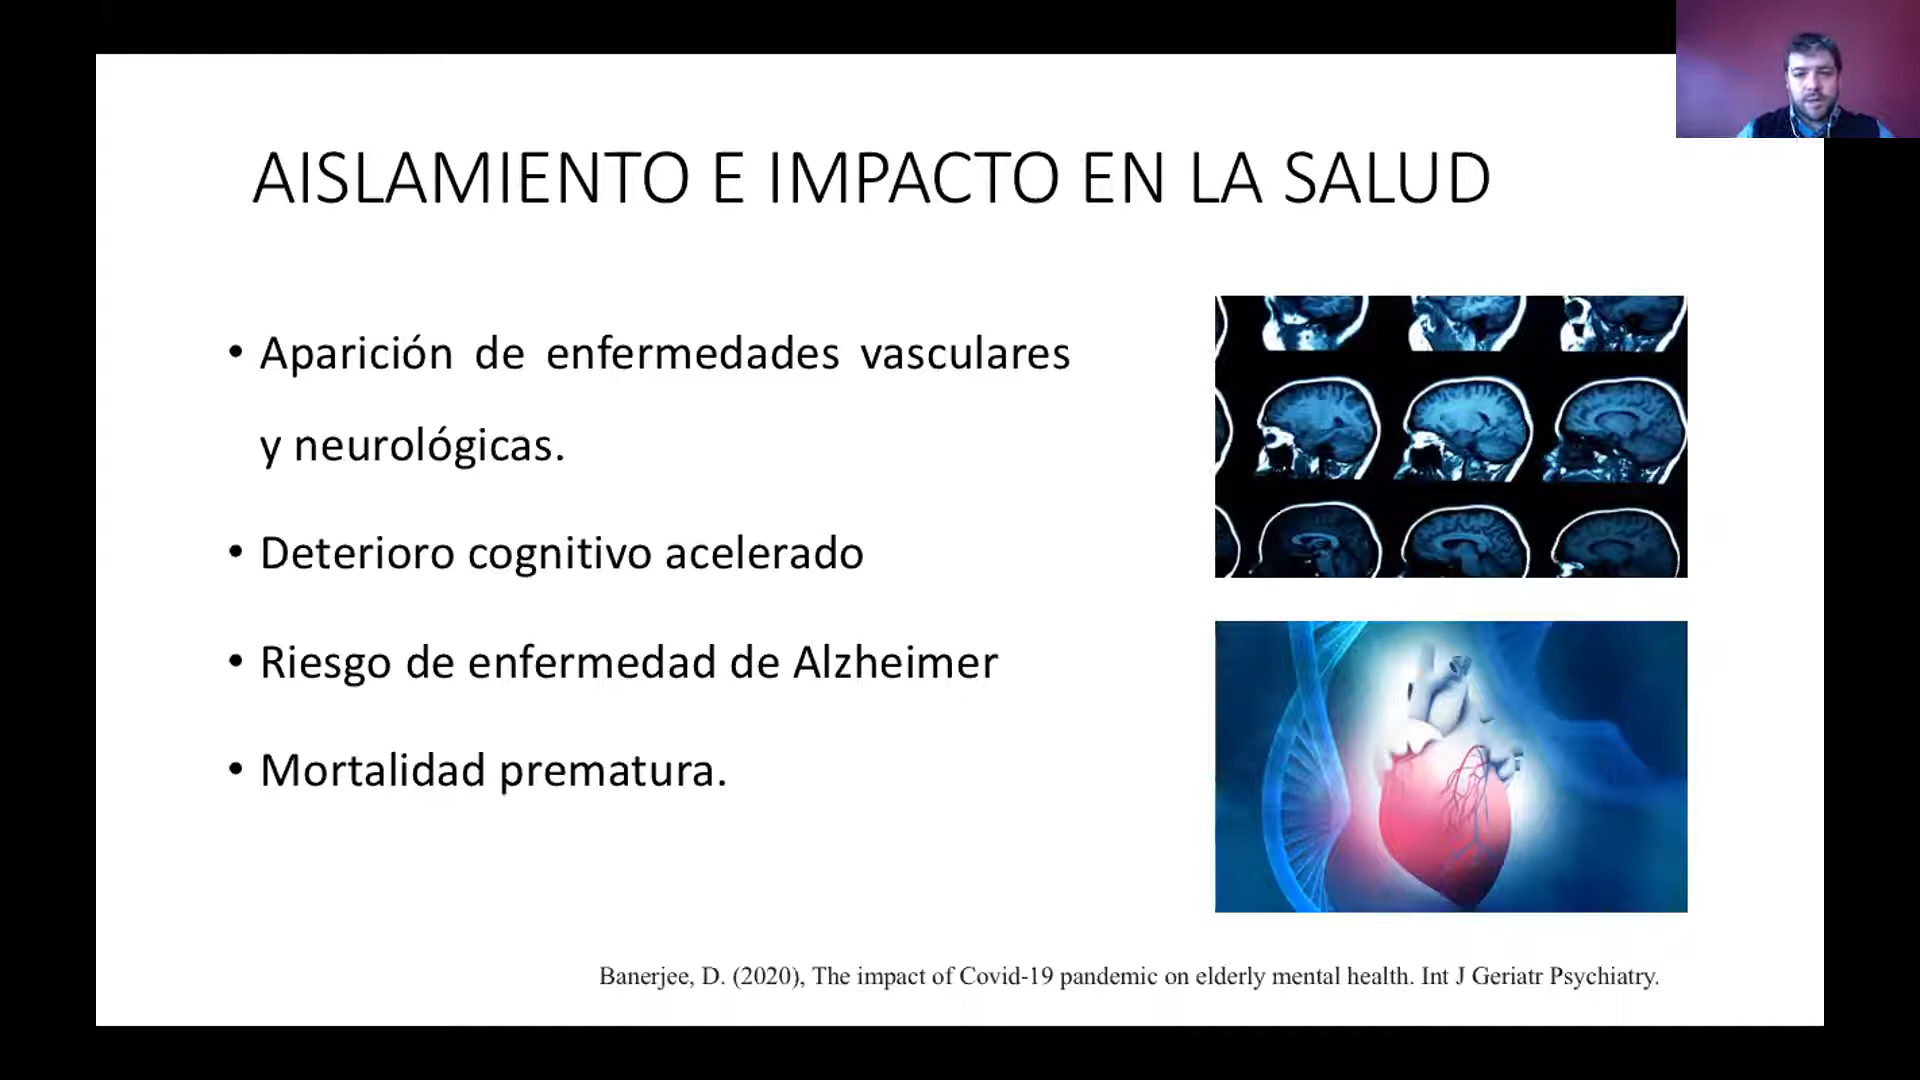 AISLAMIENTO E IMPACTO EN LA SALUD
• Aparición de enfermedades vasculares
y neurológicas.
• Deterioro cognitivo acelerado
• Riesgo de enfermedad de Alzheimer
• Mortalidad prematura.
Banerjee, D. (2020), The impact of Covid-19 pandemic on elderly mental health. Int J Geriatr Psychiatry.